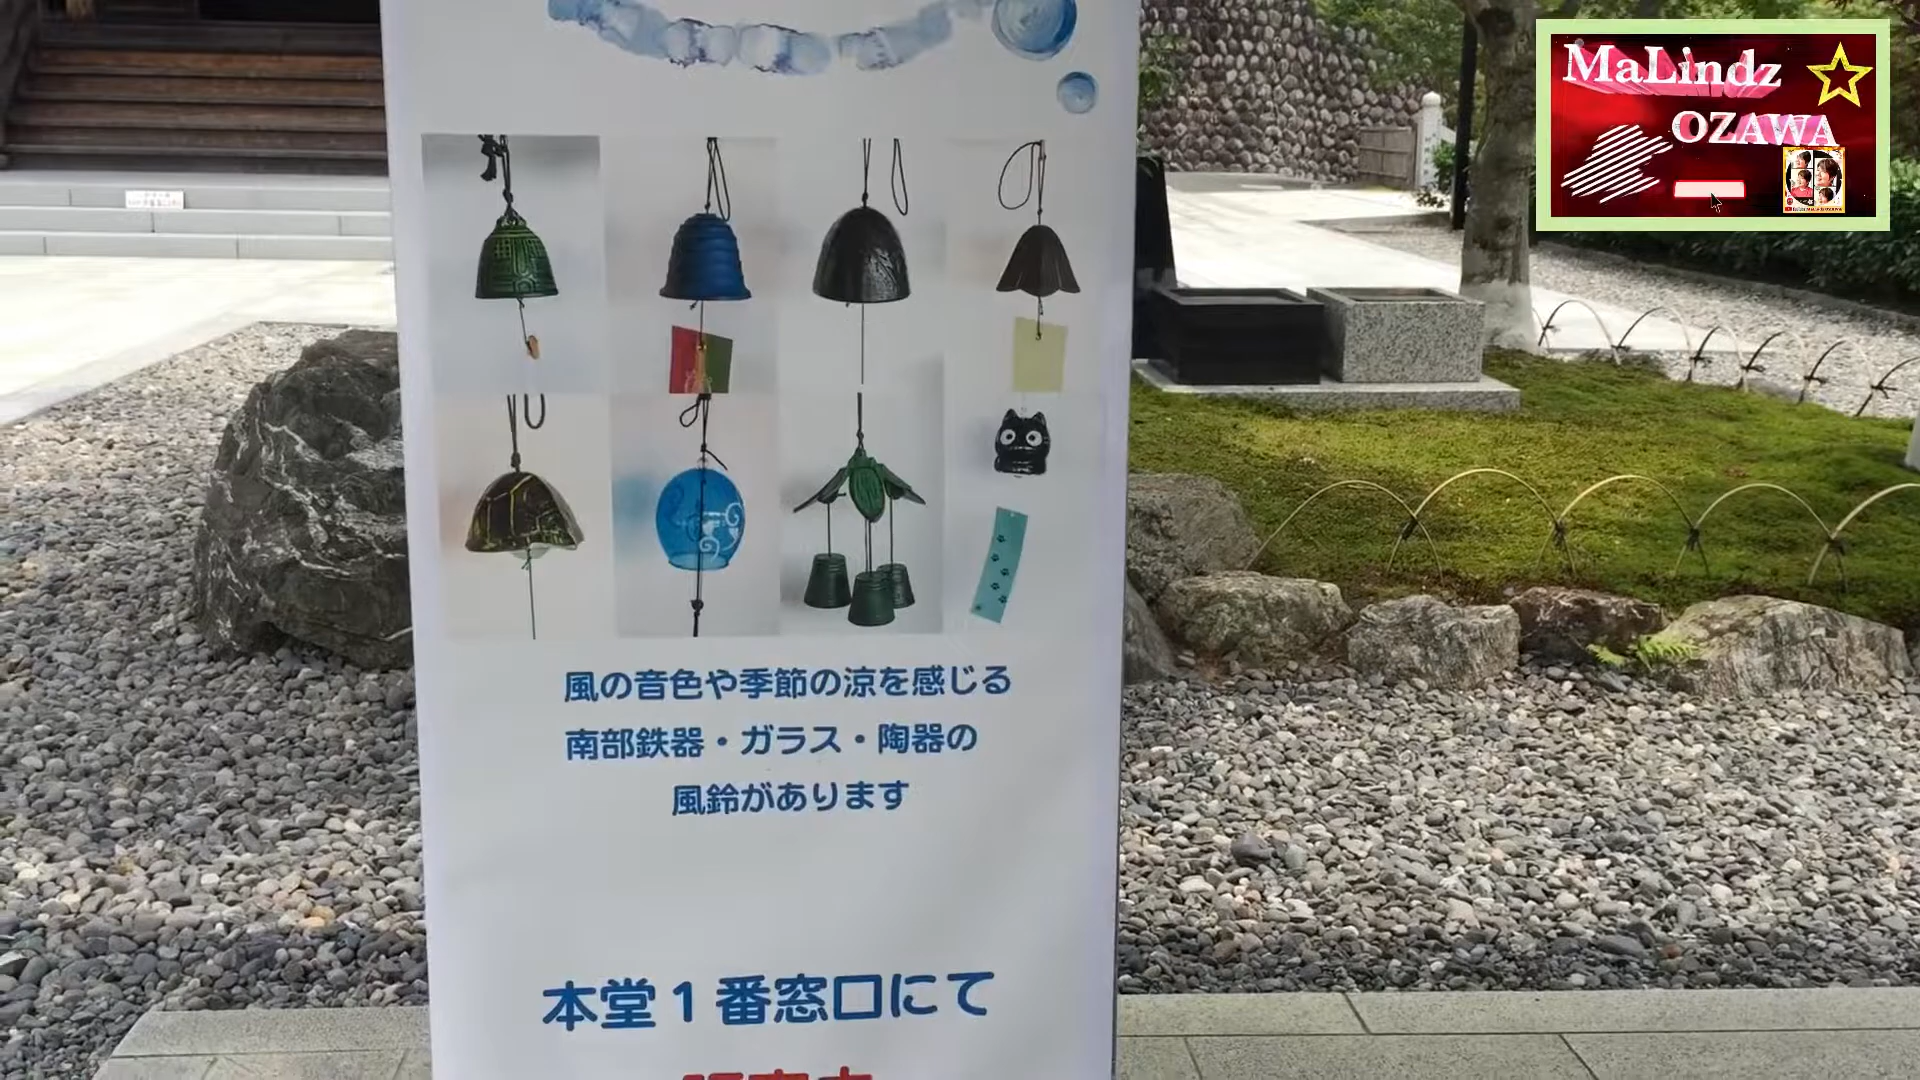 風の音色や季節の涼を感じる
南部鉄器・ガラス・陶器の
風鈴があります
本堂1番窓口にて
MaLindz
OZAWA